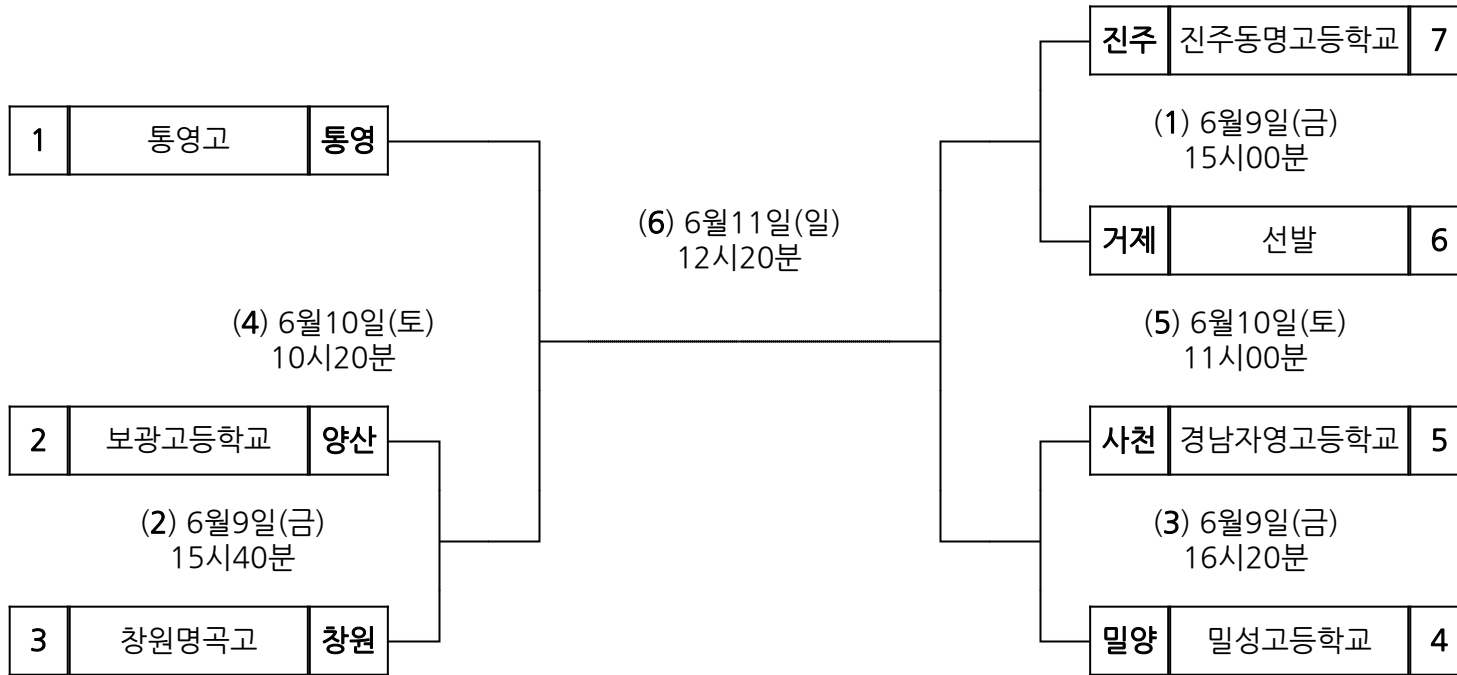 진주 진주동명고등학교 7
(1) 6월9일(금)
15시00분
1 통영고 통영
(6) 6월11일(일)
12시20분
거제 선발 6
(4) 6월10일(토)
10시20분
(5) 6월10일(토)
11시00분
2 보광고등학교 양산
사천 경남자영고등학교 5
(2) 6월9일(금)
15시40분
(3) 6월9일(금)
16시20분
3 창원명곡고 창원
밀양 밀성고등학교 4